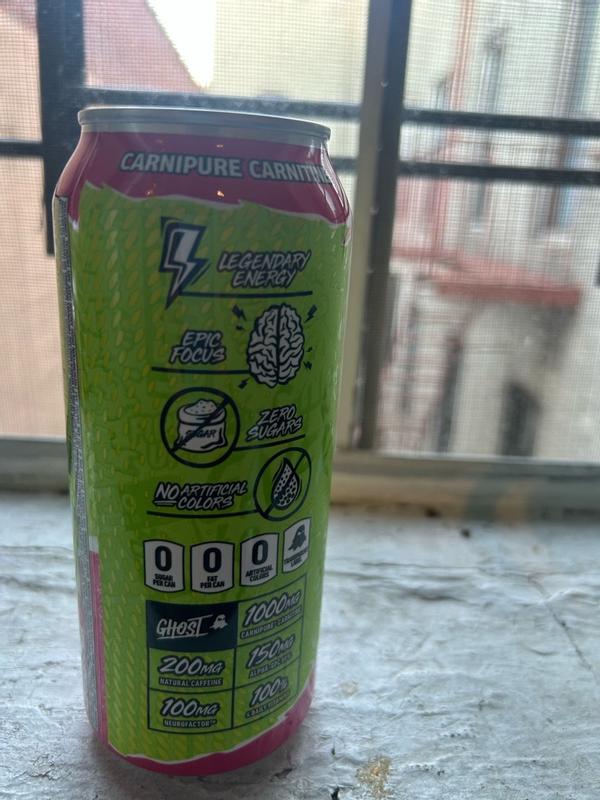 CARNIPURE CARNITINE
LEGENDARY
ENERGY
EPIC
FOCUS
SUGAR
ZERO
SUGARS
NO ARTIFICIAL
COLORS
0
SUGAR
PER CAN
0
FAT
PER CAN
0
ARTIFICIAL
COLORS
GHOST
1000MG
CARNIPURE® CARNITINE
200MG
NATURAL CAFFEINE
150MG
100MG
NEUROFACTOR™
100%